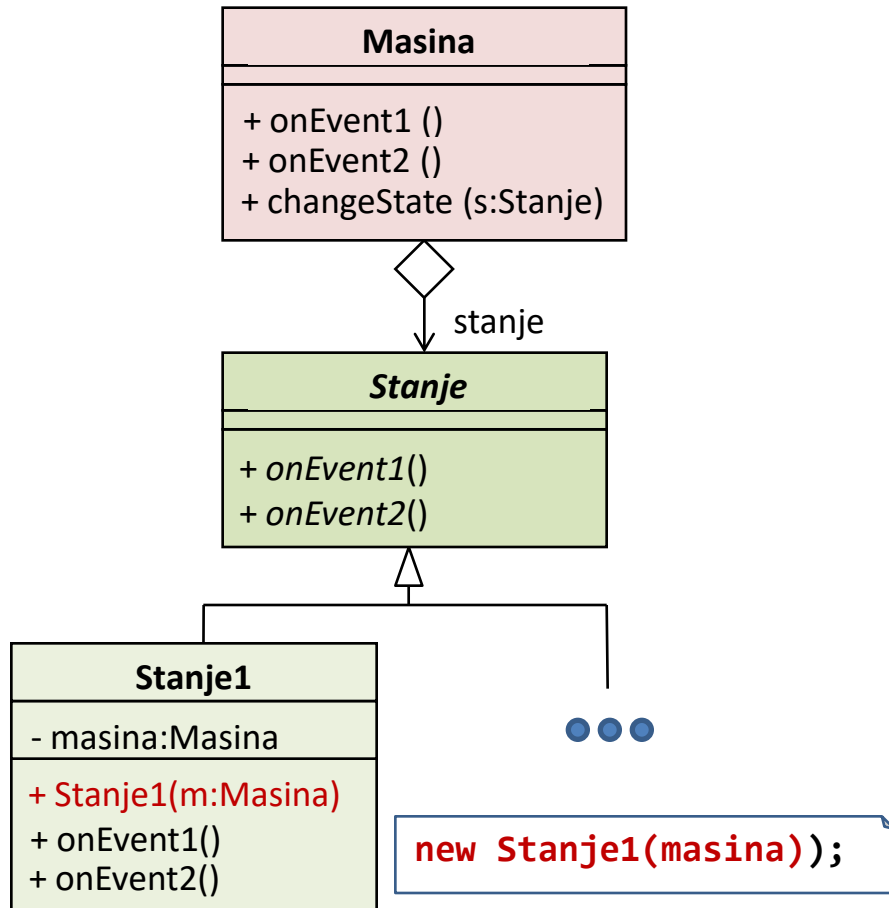 Masina
+ onEvent1 ()
+ onEvent2 ()
+ changeState (s:Stanje)
stanje
Stanje
+ onEvent1()
+ onEvent2()
Stanje1
- masina:Masina
+ Stanje1(m:Masina)
+ onEvent1()
+ onEvent2()
new Stanje1(masina));